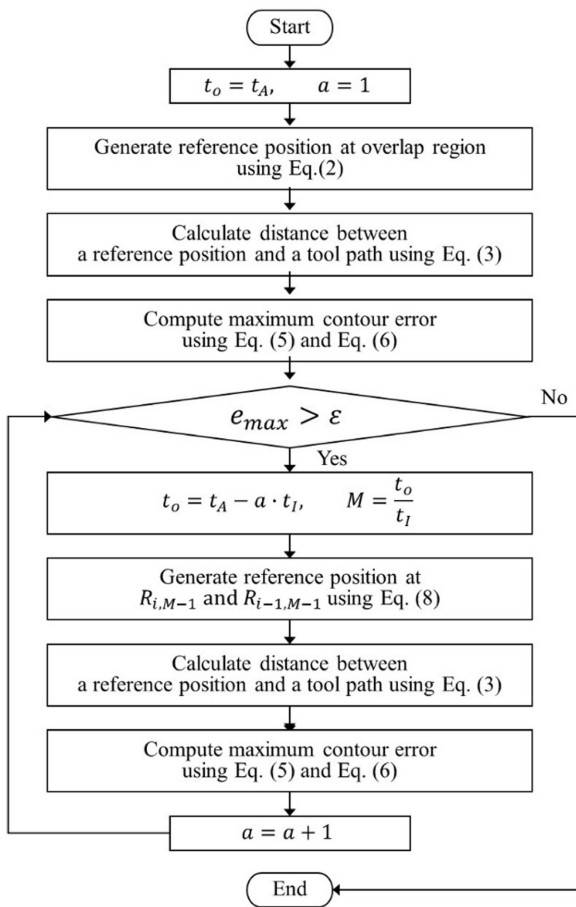 Start
t_o = t_A, a = 1
Generate reference position at overlap region
using Eq.(2)
Calculate distance between
a reference position and a tool path using Eq. (3)
Compute maximum contour error
using Eq. (5) and Eq. (6)
e_max > ε
No
Yes
t_o = t_A − a · t_I, M = t_o / t_I
Generate reference position at
R_{i,M−1} and R_{i−1,M−1} using Eq. (8)
Calculate distance between
a reference position and a tool path using Eq. (3)
Compute maximum contour error
using Eq. (5) and Eq. (6)
a = a + 1
End